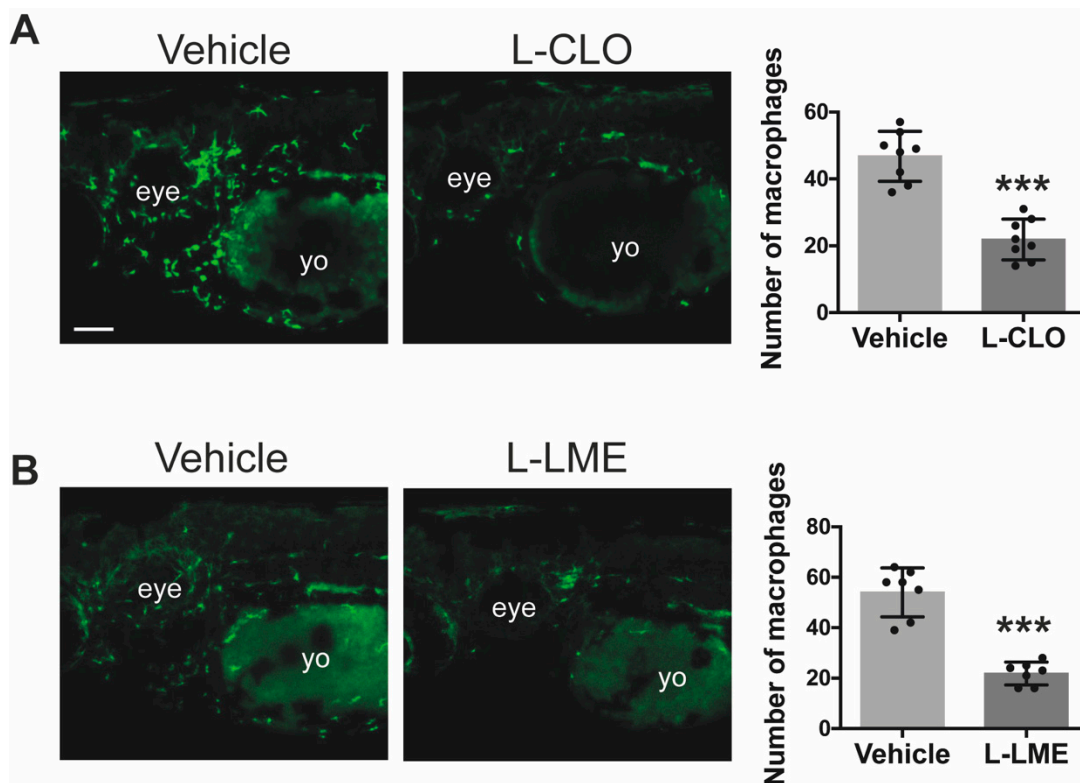 A
Vehicle
L-CLO
eye
yo
eye
yo
Number of macrophages
60
40
20
0
***
Vehicle
L-CLO
B
Vehicle
L-LME
eye
yo
eye
yo
Number of macrophages
80
60
40
20
0
***
Vehicle
L-LME